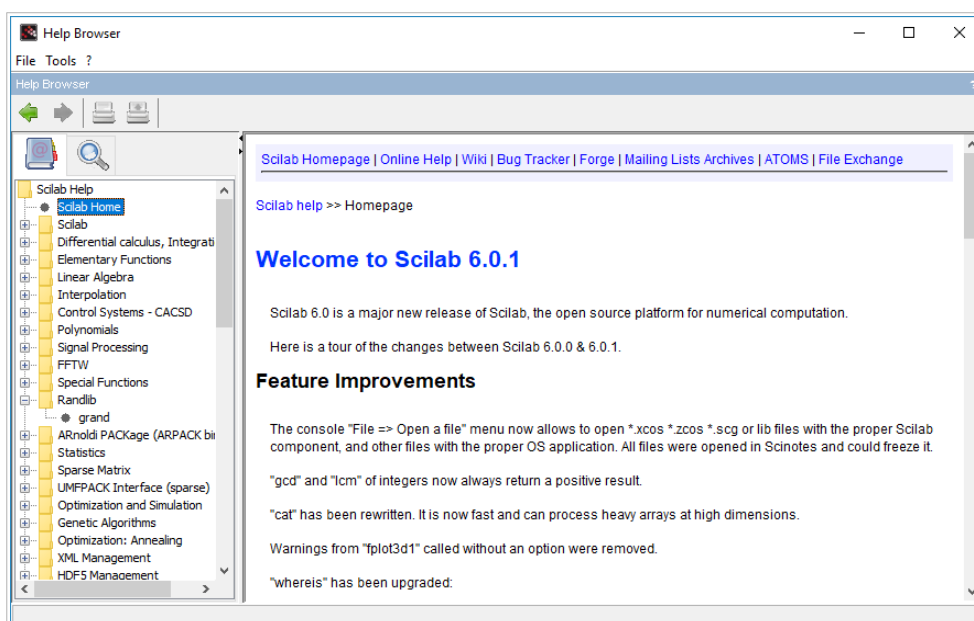 Help Browser
File Tools ?
Help Browser
?
Scilab Help
Scilab Home
Scilab
Differential calculus, Integrati
Elementary Functions
Linear Algebra
Interpolation
Control Systems - CACSD
Polynomials
Signal Processing
FFTW
Special Functions
Randlib
grand
ARnoldi PACKage (ARPACK bin
Statistics
Sparse Matrix
UMFPACK Interface (sparse)
Optimization and Simulation
Genetic Algorithms
Optimization: Annealing
XML Management
HDF5 Management
Scilab Homepage | Online Help | Wiki | Bug Tracker | Forge | Mailing Lists Archives | ATOMS | File Exchange
Scilab help >> Homepage
Welcome to Scilab 6.0.1
Scilab 6.0 is a major new release of Scilab, the open source platform for numerical computation.
Here is a tour of the changes between Scilab 6.0.0 & 6.0.1.
Feature Improvements
The console "File => Open a file" menu now allows to open *.xcos *.zcos *.scg or lib files with the proper Scilab
component, and other files with the proper OS application. All files were opened in Scinotes and could freeze it.
"gcd" and "lcm" of integers now always return a positive result.
"cat" has been rewritten. It is now fast and can process heavy arrays at high dimensions.
Warnings from "fplot3d1" called without an option were removed.
"whereis" has been upgraded: